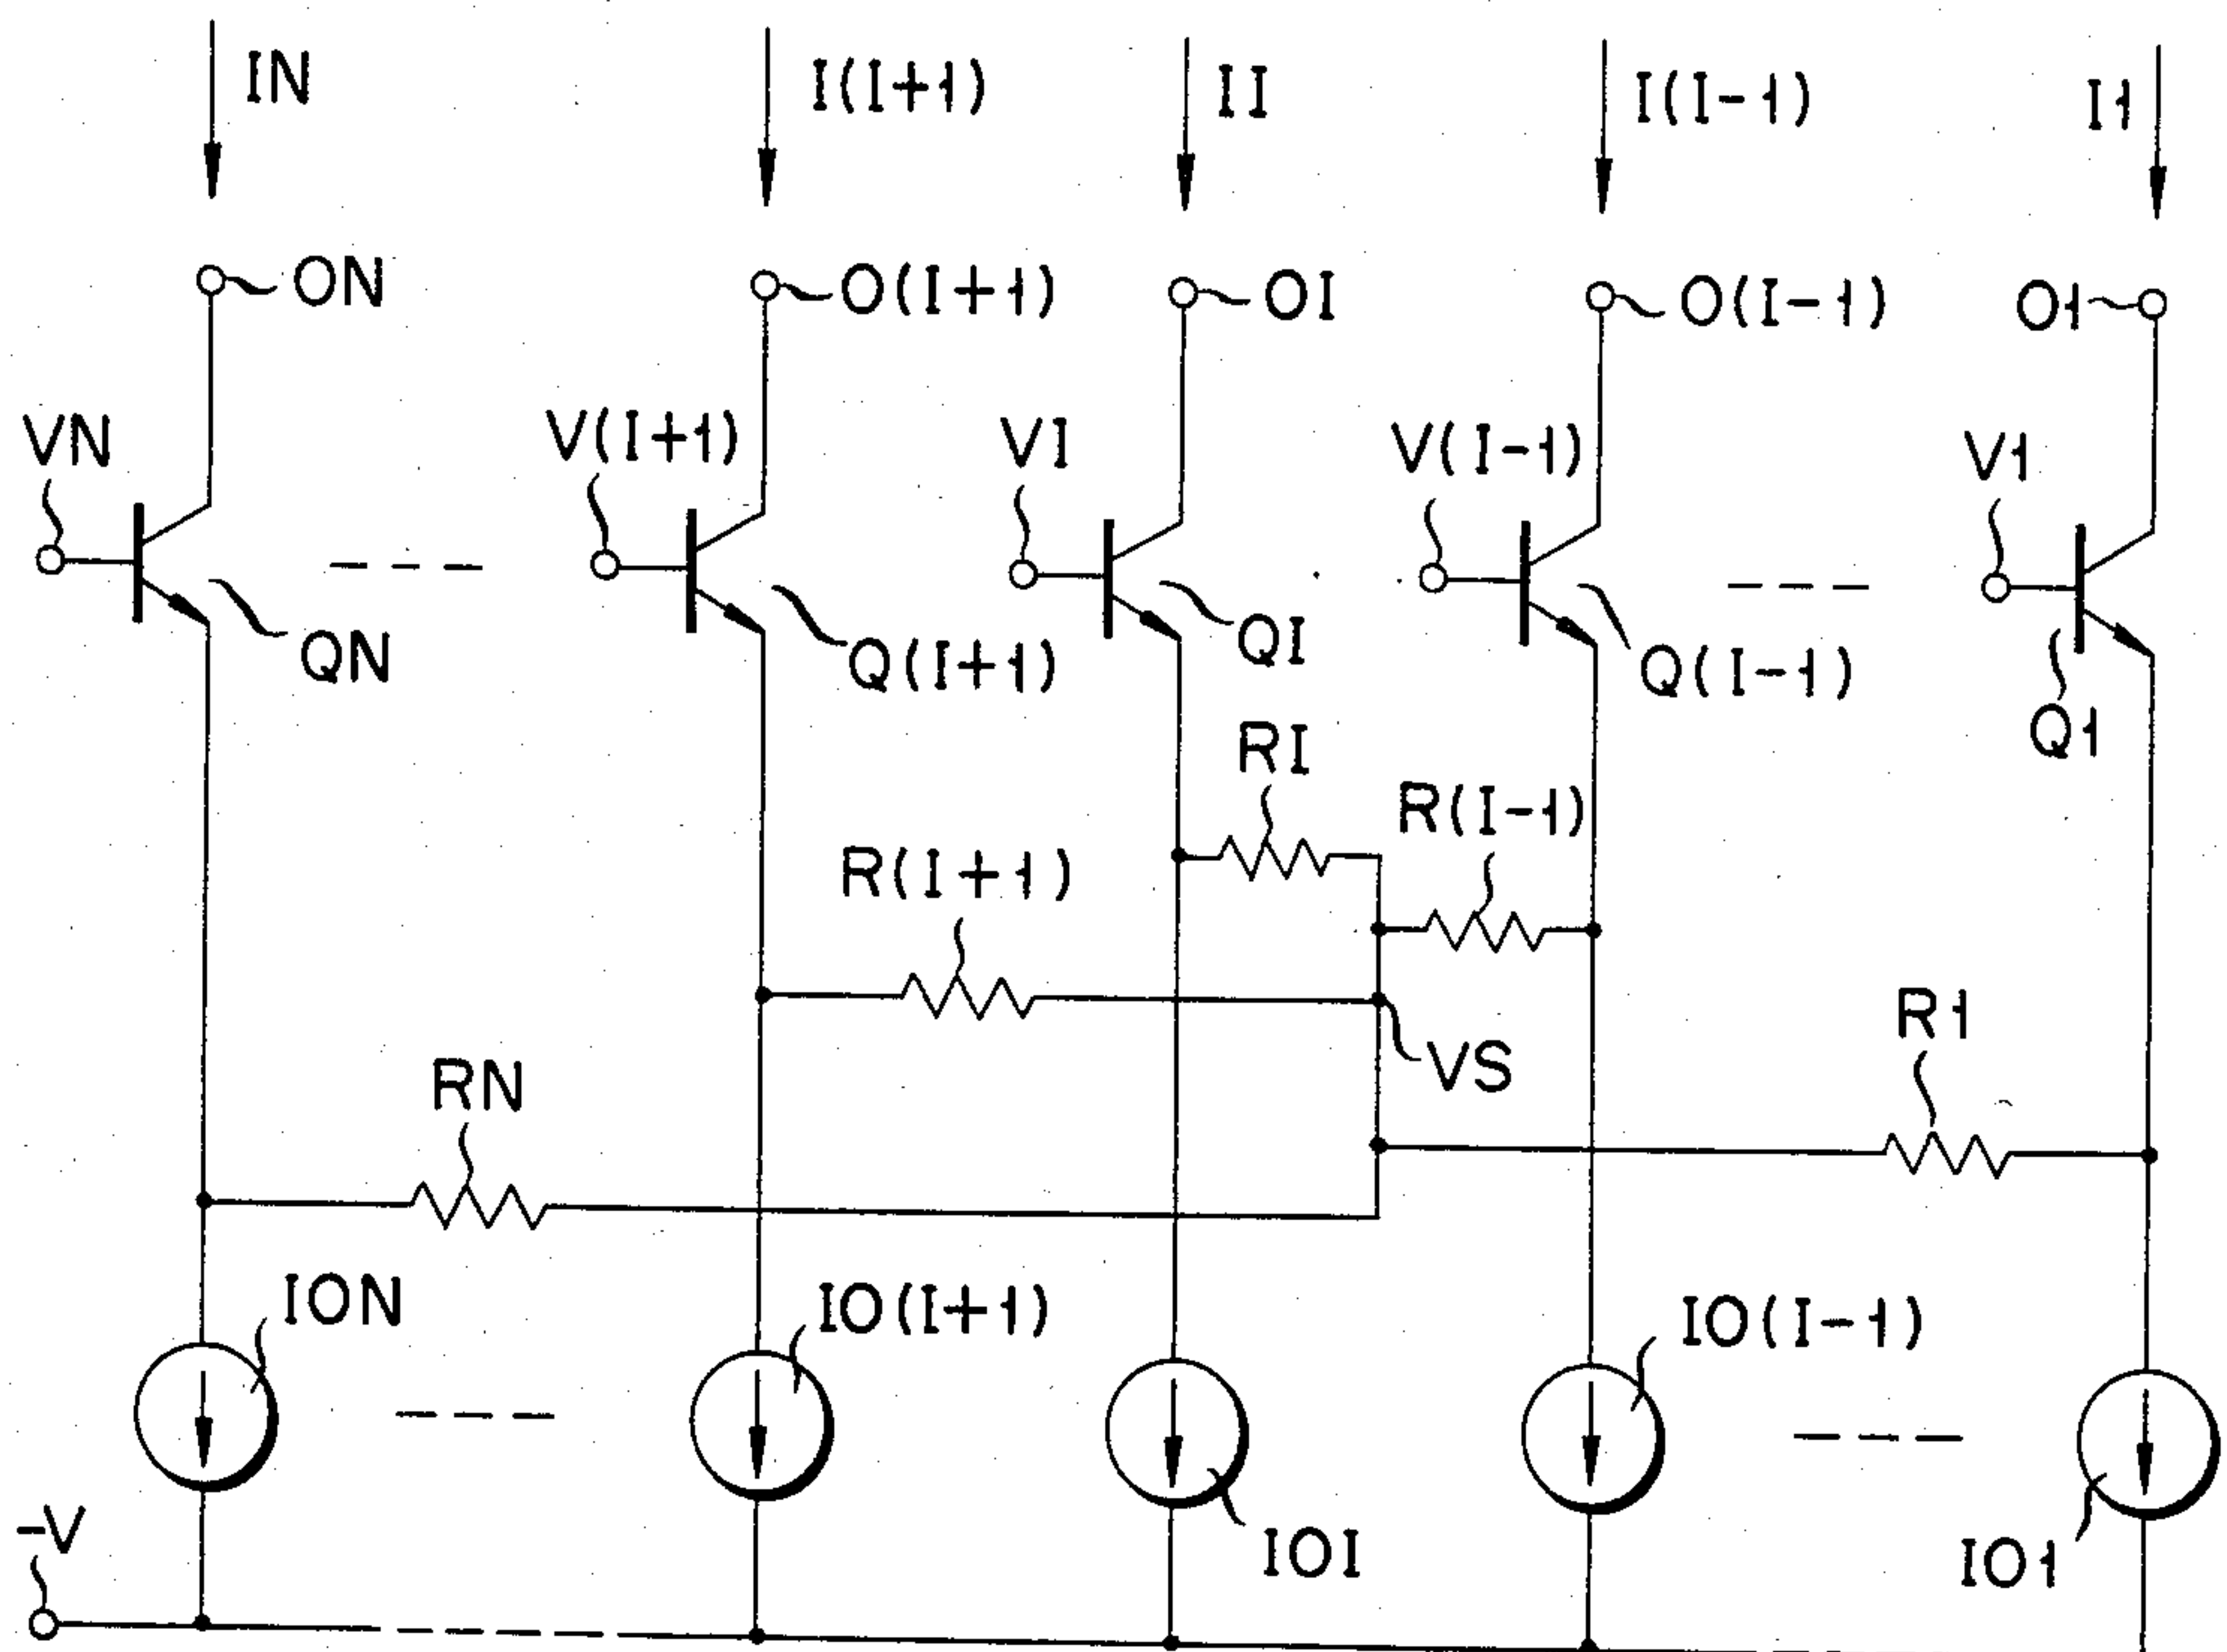 IN I(I+1) II I(I-1) I1
ON O(I+1) OI O(I-1) O1
VN V(I+1) VI V(I-1) V1
QN Q(I+1) QI Q(I-1) Q1
RI
R(I-1)
R(I+1)
R1
VS
RN
ION IO(I+1) IO(I-1)
-V IOI IO1